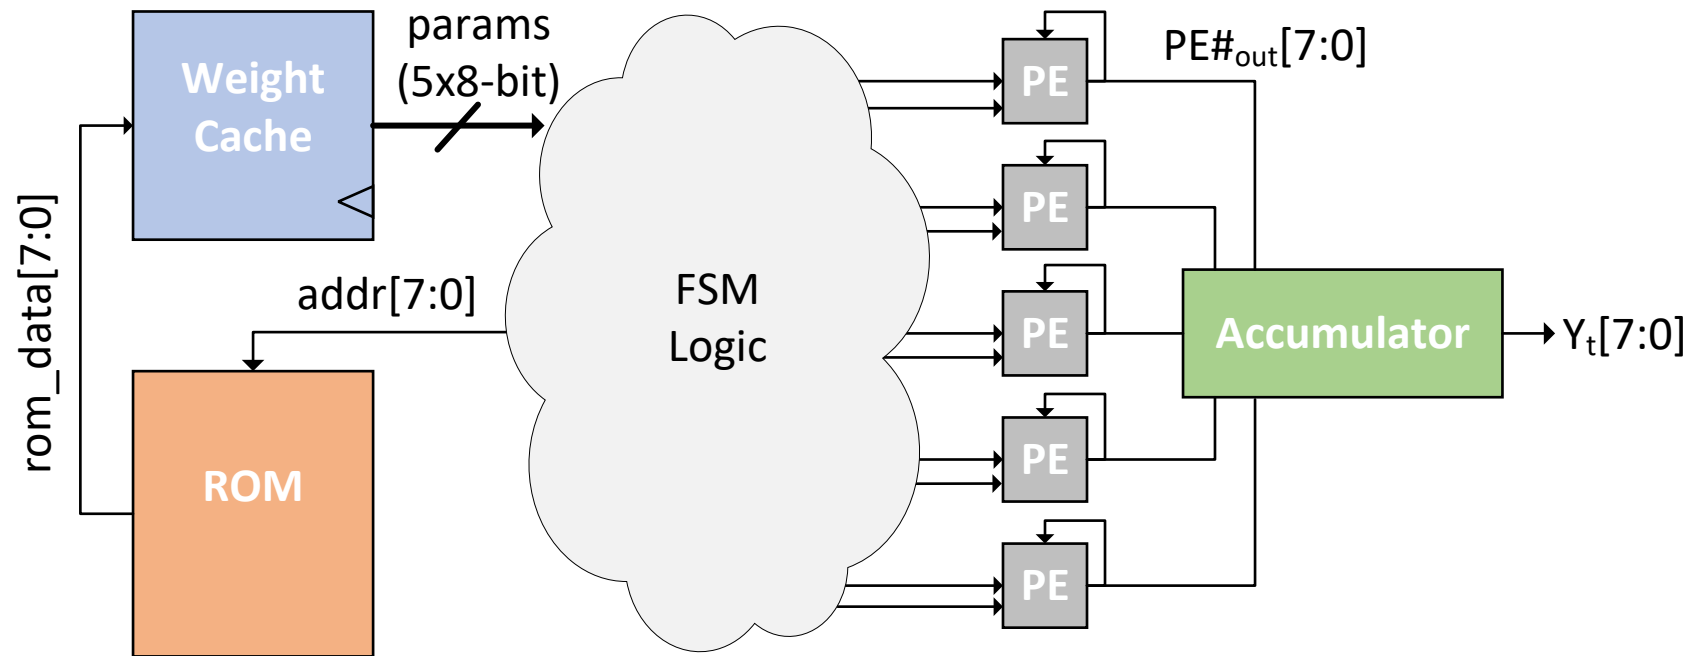 Weight
Cache
params
(5x8-bit)
rom_data[7:0]
addr[7:0]
ROM
FSM
Logic
PE
PE
PE
PE
PE
PE#out[7:0]
Accumulator
Yt[7:0]